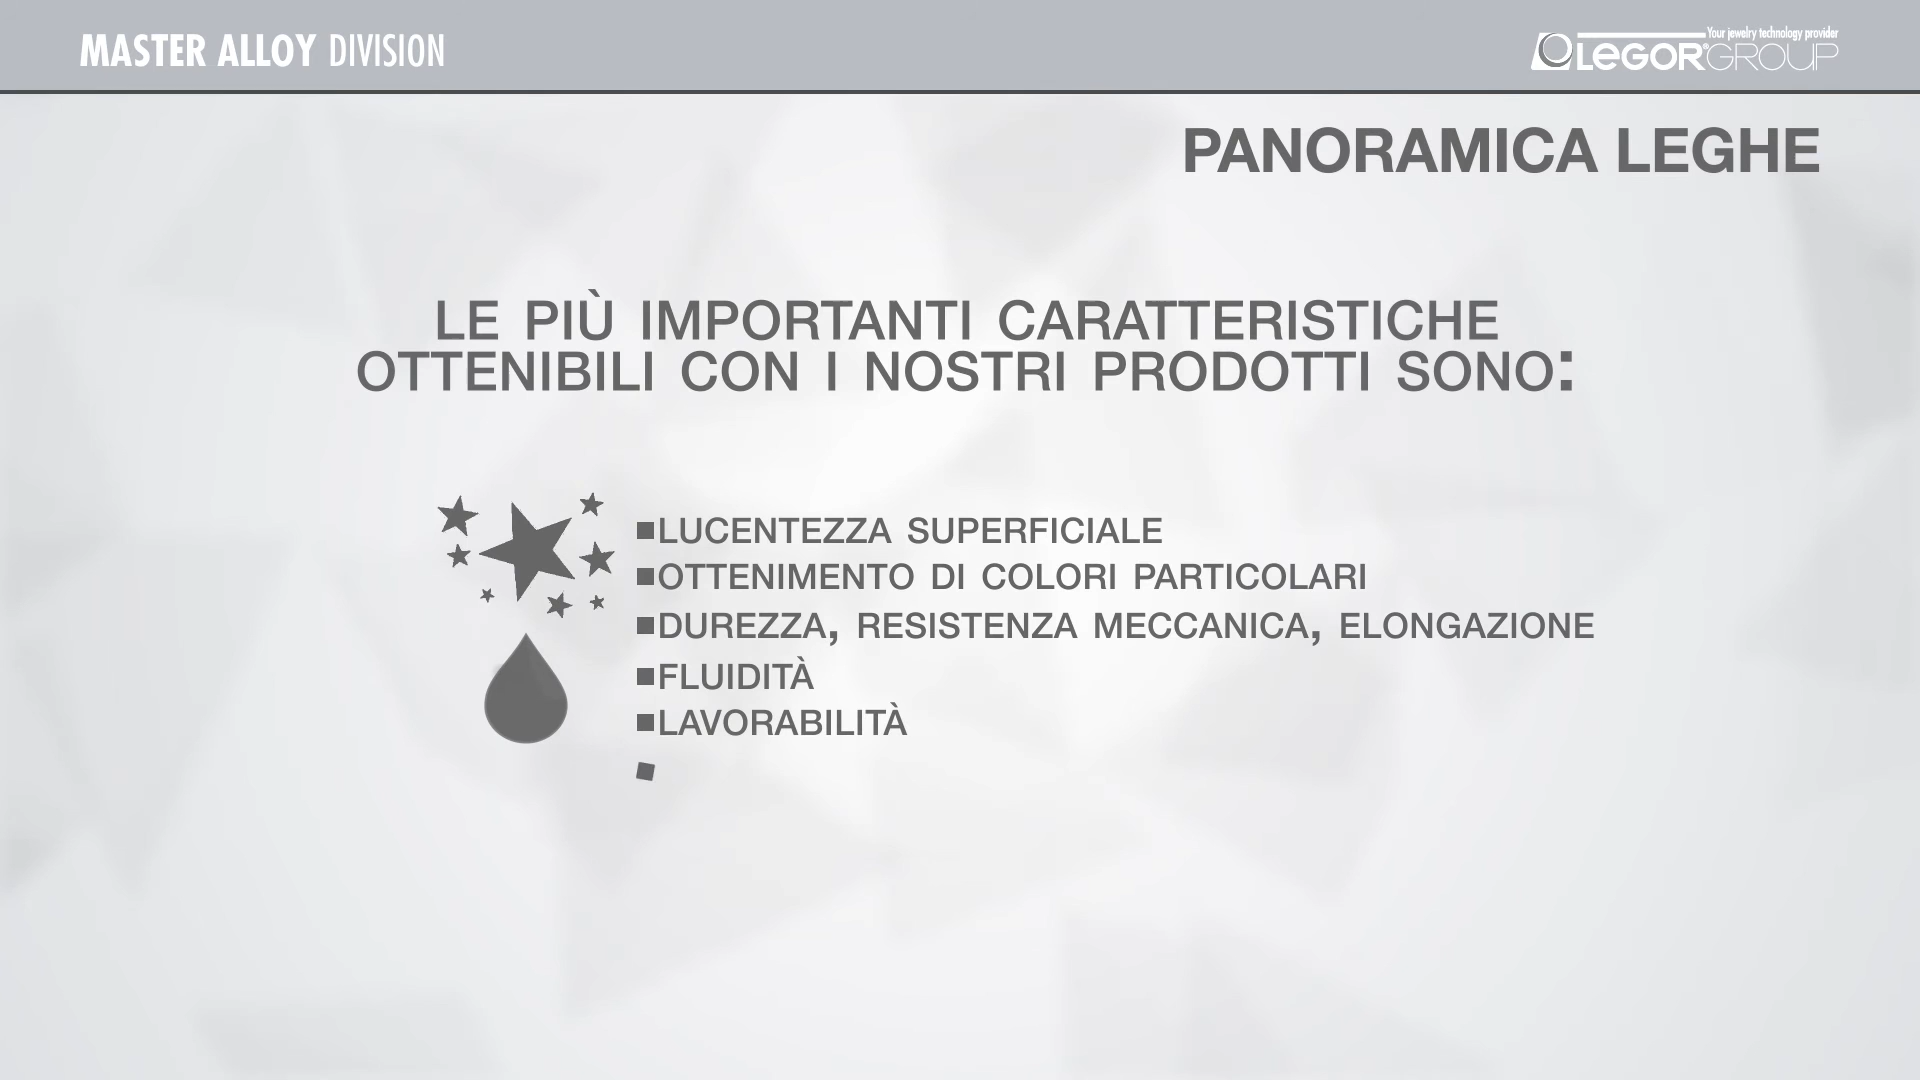 MASTER ALLOY DIVISION
Your jewelry technology provider
LEGOR® GROUP
PANORAMICA LEGHE
LE PIÙ IMPORTANTI CARATTERISTICHE
OTTENIBILI CON I NOSTRI PRODOTTI SONO:
■LUCENTEZZA SUPERFICIALE
■OTTENIMENTO DI COLORI PARTICOLARI
■DUREZZA, RESISTENZA MECCANICA, ELONGAZIONE
■FLUIDITÀ
■LAVORABILITÀ
■